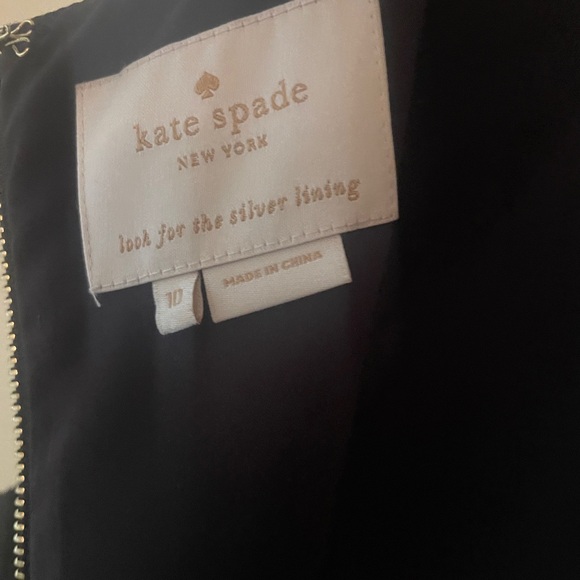 kate spade
NEW YORK
look for the silver lining
10
MADE IN CHINA